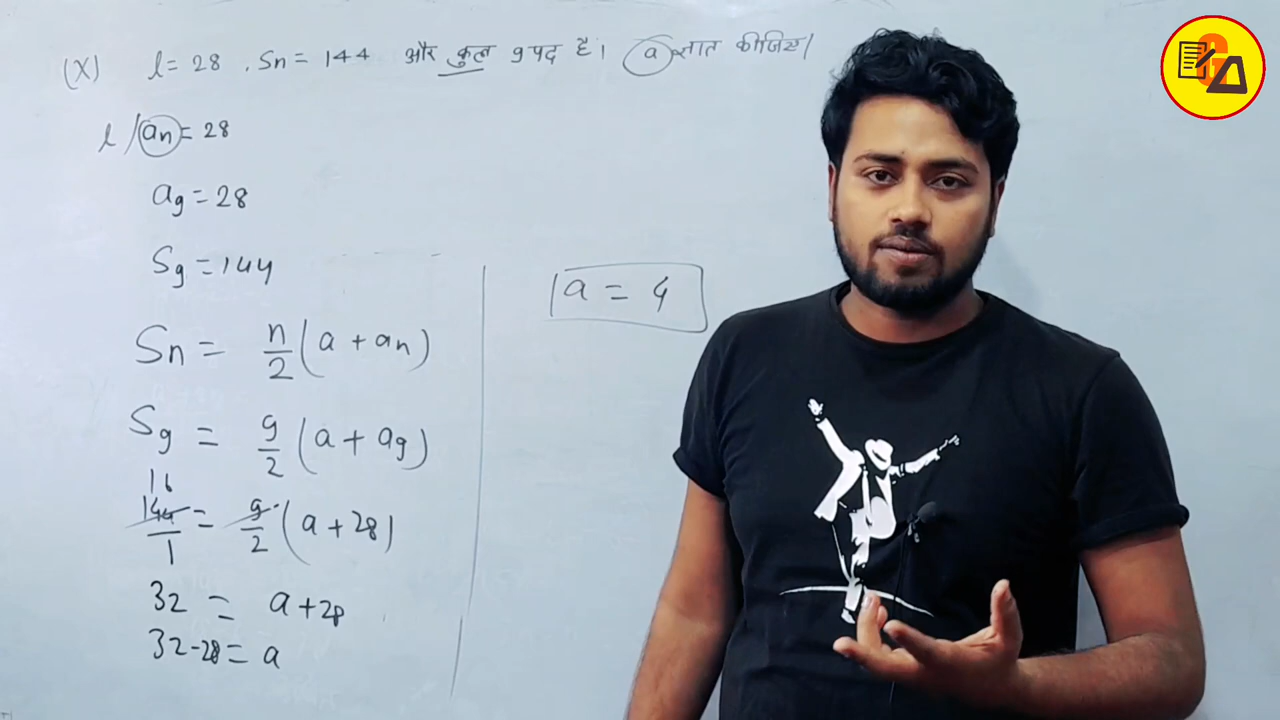 (X) l = 28 , Sn = 144 और कुल 9 पद है। a ज्ञात कीजिए।
l / an = 28
a9 = 28
S9 = 144
Sn = n/2 (a + an)
S9 = 9/2 (a + a9)
16
144/1 = 9/2 (a + 28)
32 = a + 28
32 - 28 = a
a = 4